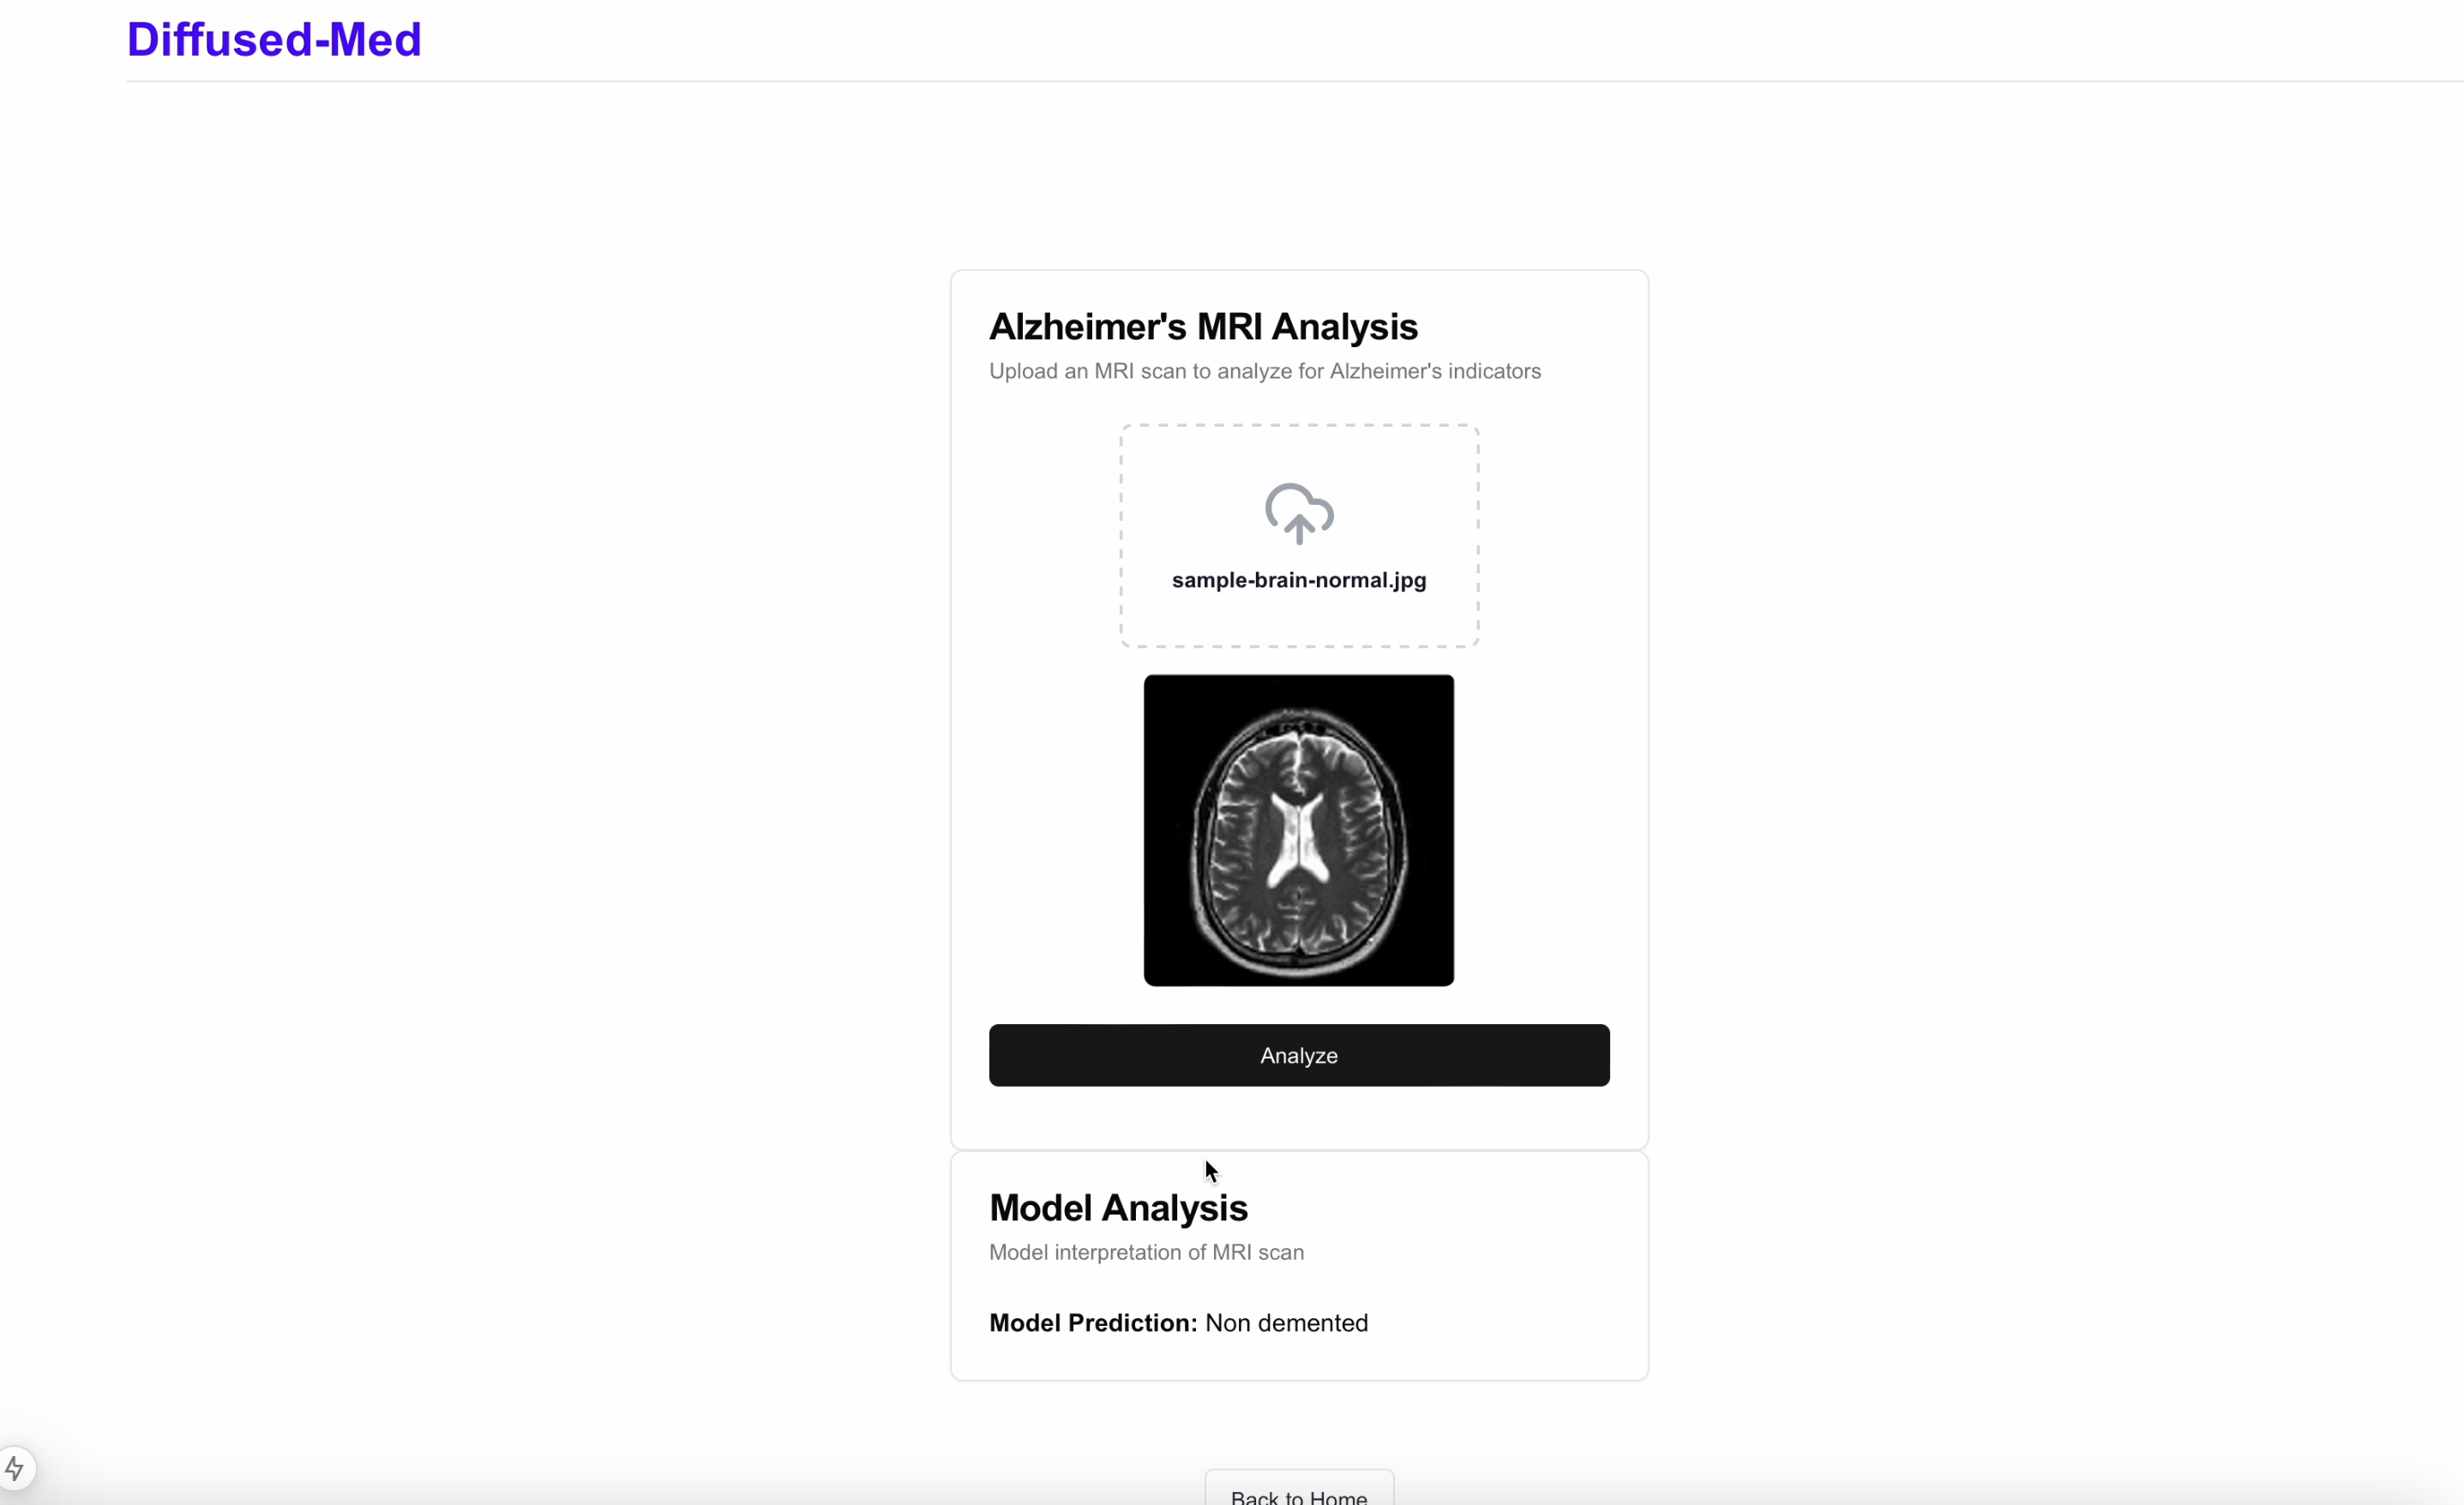 Diffused-Med
Alzheimer's MRI Analysis
Upload an MRI scan to analyze for Alzheimer's indicators
sample-brain-normal.jpg
Analyze
Model Analysis
Model interpretation of MRI scan
Model Prediction: Non demented
Back to Home